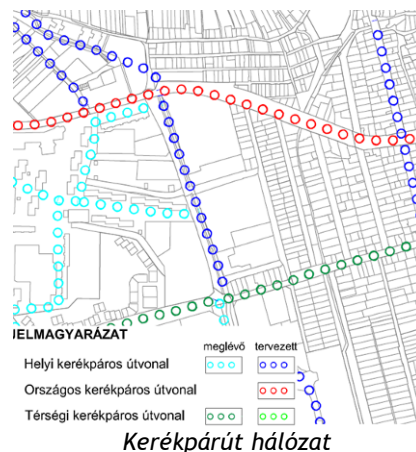 JELMAGYARÁZAT
meglévő tervezett
Helyi kerékpáros útvonal
Országos kerékpáros útvonal
Térségi kerékpáros útvonal
Kerékpárút hálózat